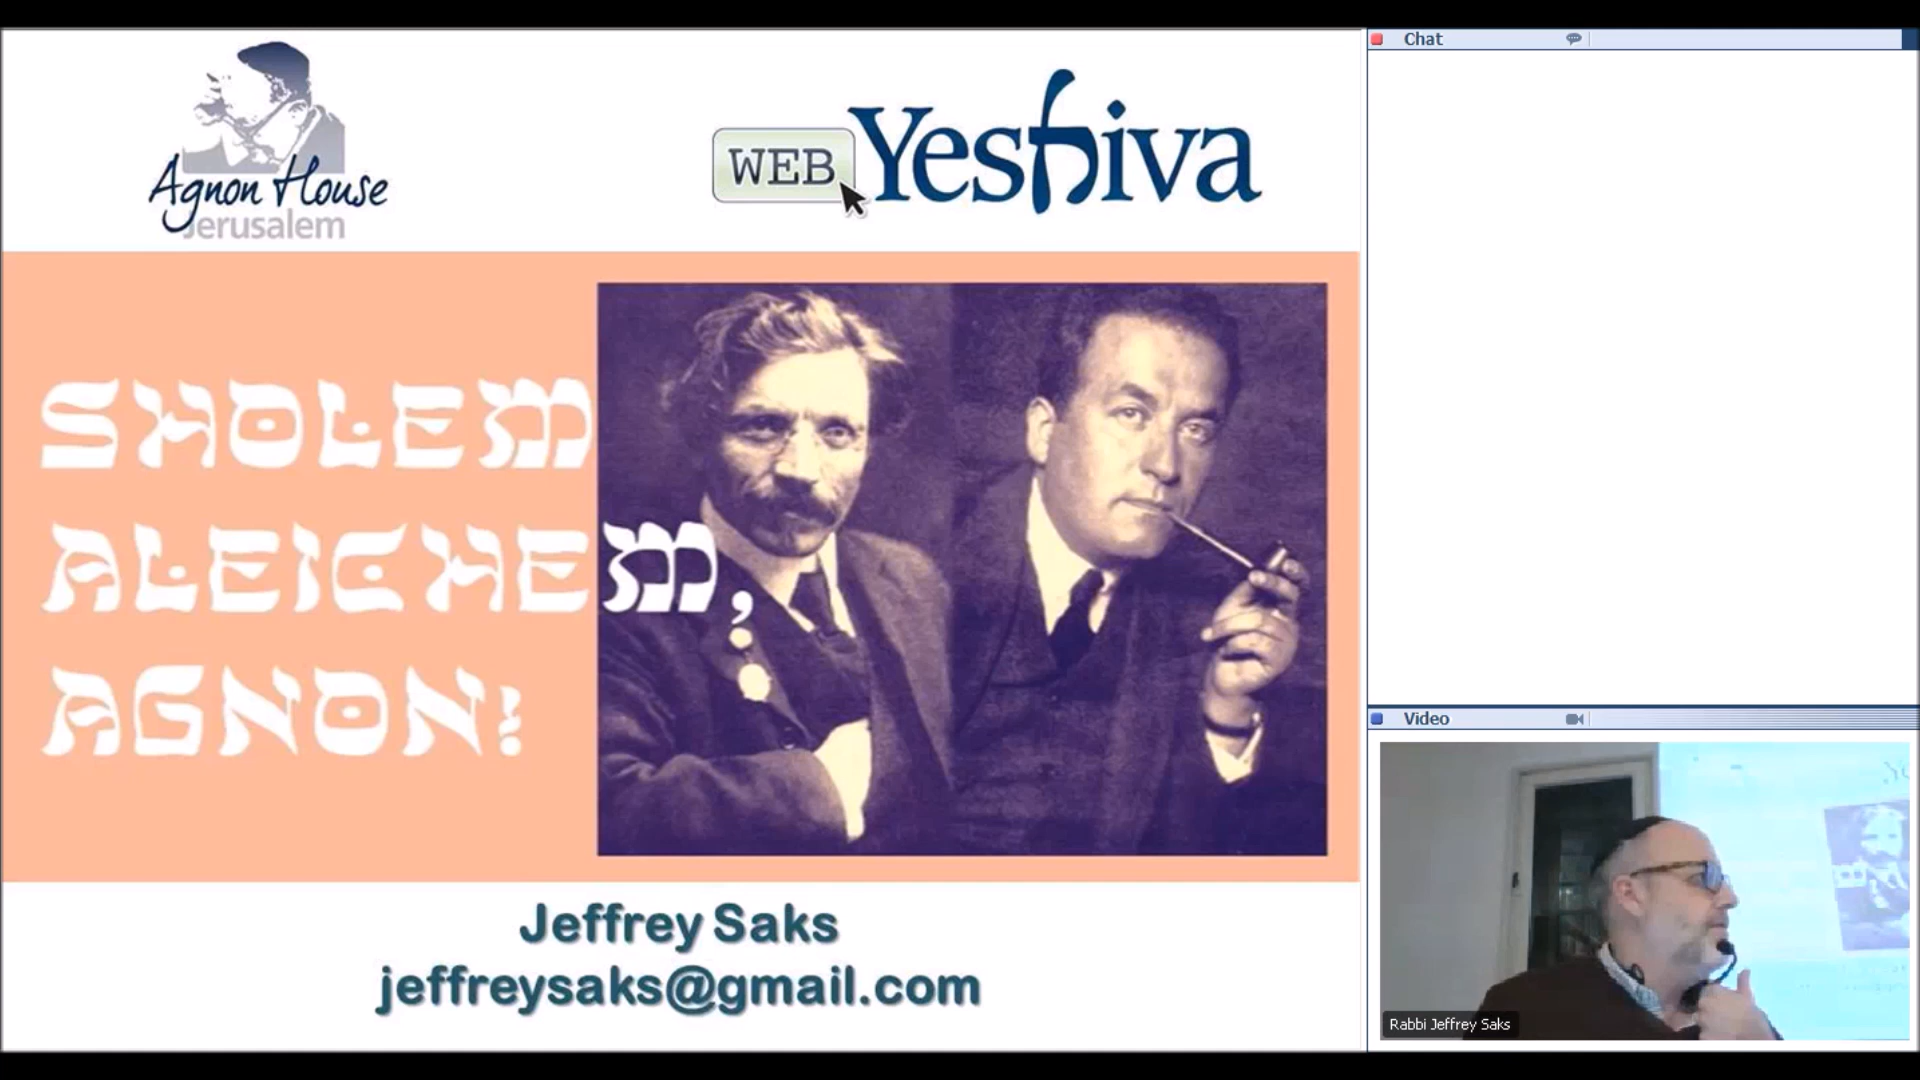 Agnon House
Jerusalem
WEB Yeshiva
SHOLEM
ALEICHEM,
AGNON!
Jeffrey Saks
jeffreysaks@gmail.com
Chat
Video
Rabbi Jeffrey Saks